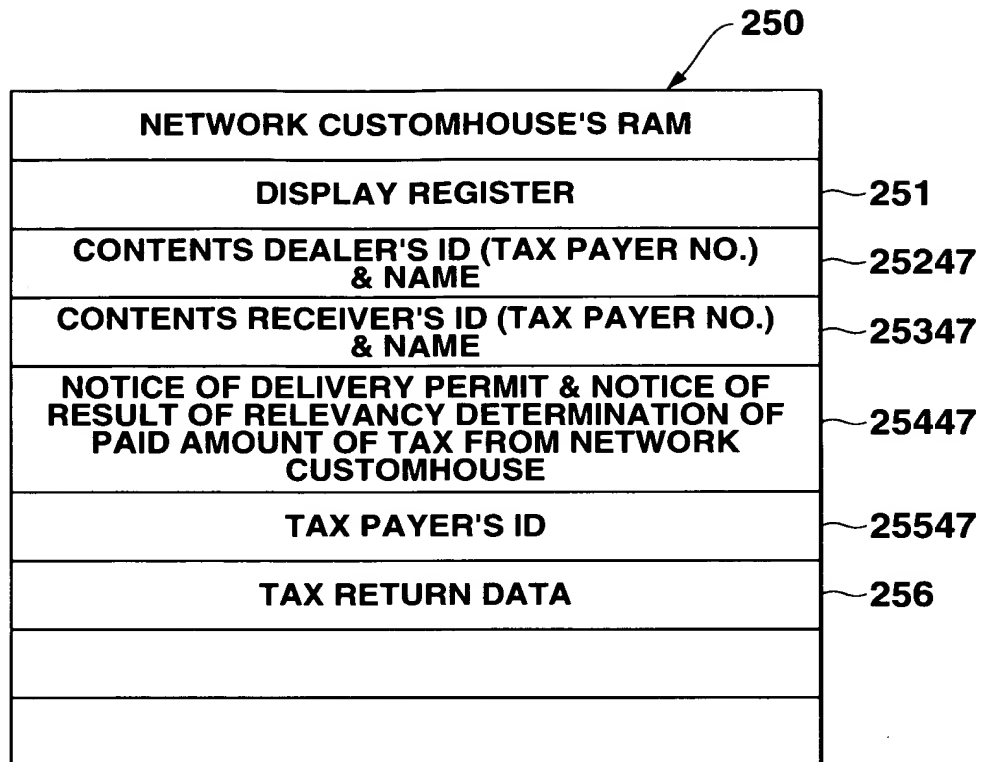 250
NETWORK CUSTOMHOUSE'S RAM
DISPLAY REGISTER
251
CONTENTS DEALER'S ID (TAX PAYER NO.)
& NAME
25247
CONTENTS RECEIVER'S ID (TAX PAYER NO.)
& NAME
25347
NOTICE OF DELIVERY PERMIT & NOTICE OF
RESULT OF RELEVANCY DETERMINATION OF
PAID AMOUNT OF TAX FROM NETWORK
CUSTOMHOUSE
25447
TAX PAYER'S ID
25547
TAX RETURN DATA
256